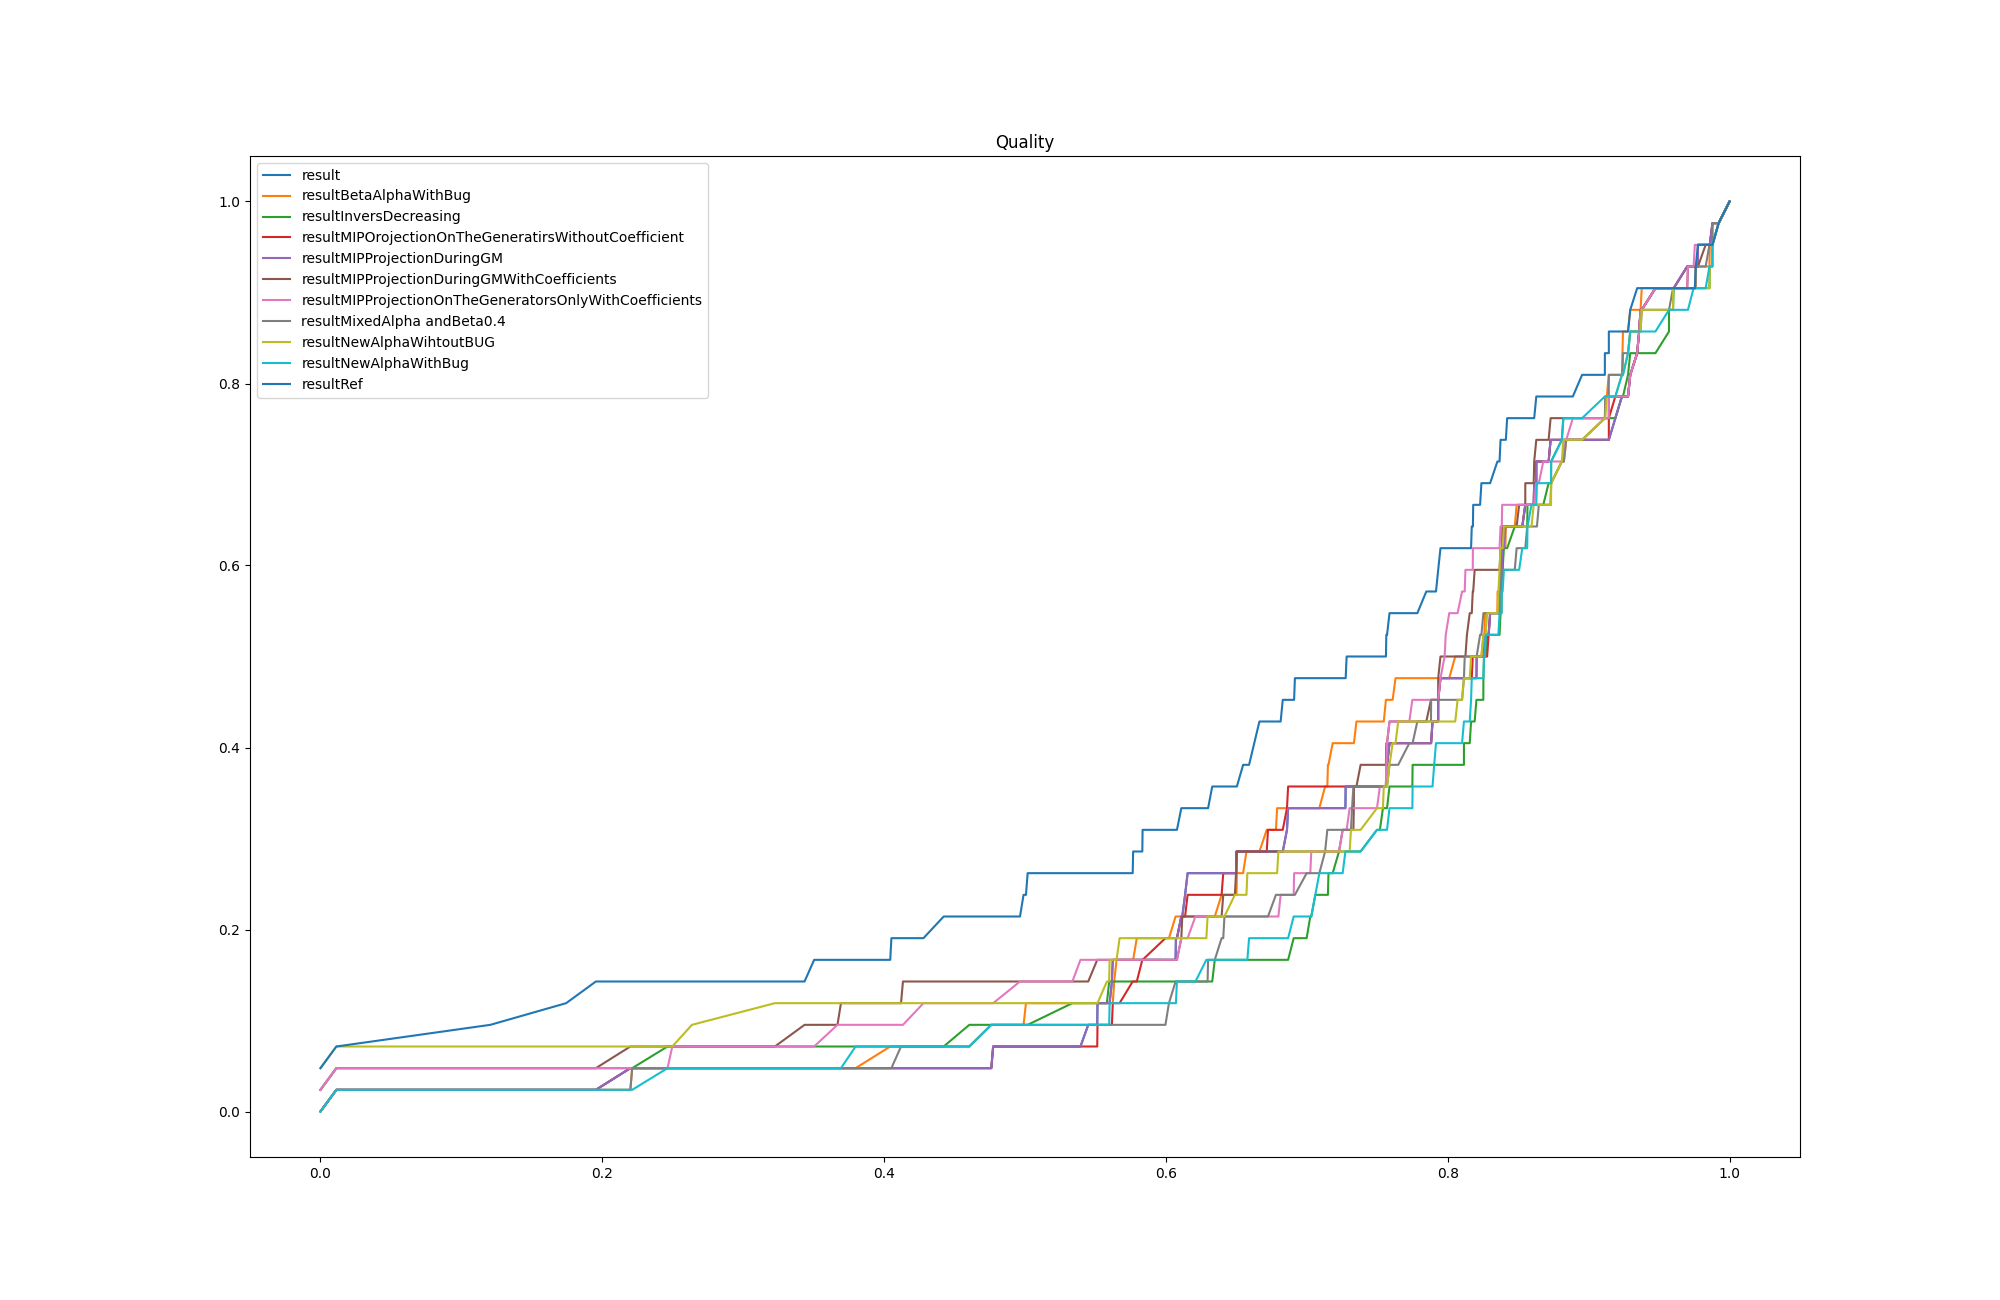 Quality
result
resultBetaAlphaWithBug
resultInversDecreasing
resultMIPOrojectionOnTheGeneratirsWithoutCoefficient
resultMIPProjectionDuringGM
resultMIPProjectionDuringGMWithCoefficients
resultMIPProjectionOnTheGeneratorsOnlyWithCoefficients
resultMixedAlpha andBeta0.4
resultNewAlphaWihtoutBUG
resultNewAlphaWithBug
resultRef
1.0
0.8
0.6
0.4
0.2
0.0
0.0 0.2 0.4 0.6 0.8 1.0